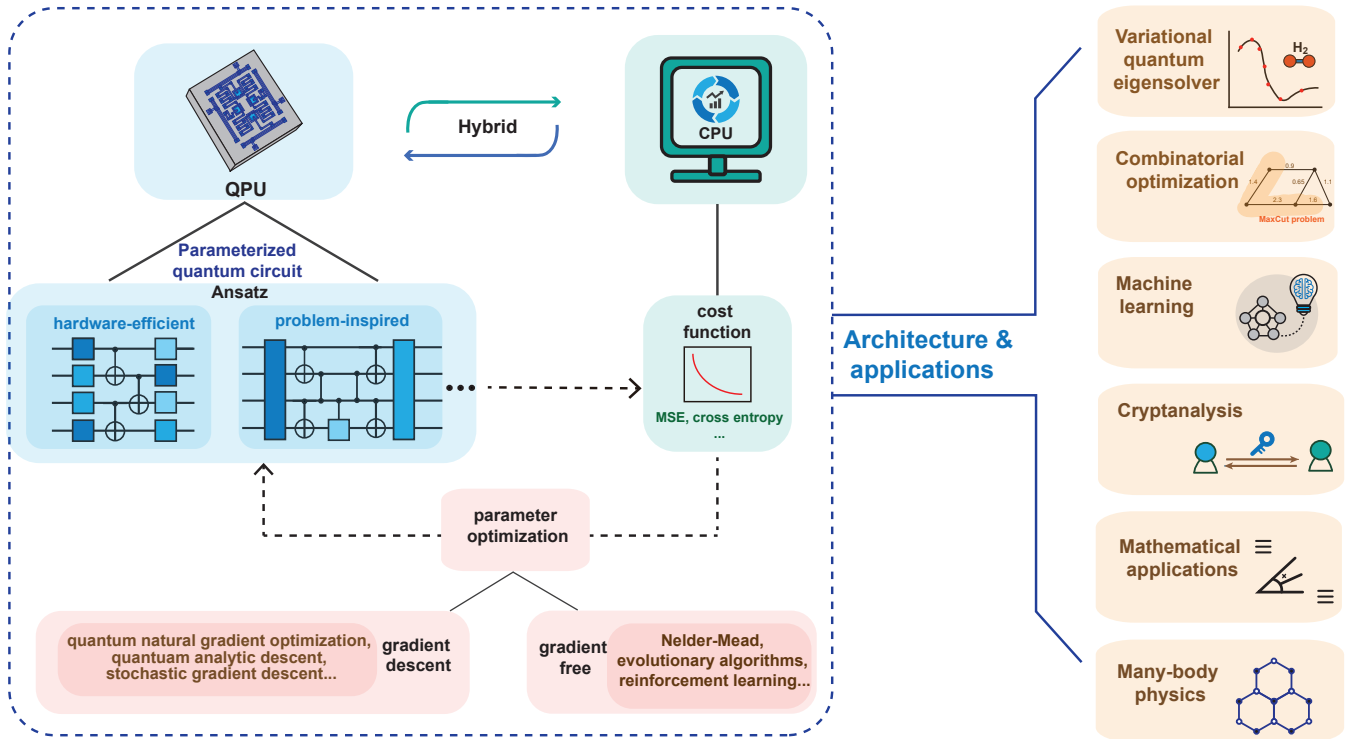 QPU
Hybrid
CPU
Parameterized
quantum circuit
Ansatz
hardware-efficient
problem-inspired
...
cost
function
MSE, cross entropy
...
parameter
optimization
quantum natural gradient optimization,
quantuam analytic descent,
stochastic gradient descent...
gradient
descent
gradient
free
Nelder-Mead,
evolutionary algorithms,
reinforcement learning...
Architecture &
applications
Variational
quantum
eigensolver
H2
Combinatorial
optimization
0.9
1.4
0.65
1.1
2.3
1.6
MaxCut problem
Machine
learning
Cryptanalysis
Mathematical
applications
x
Many-body
physics